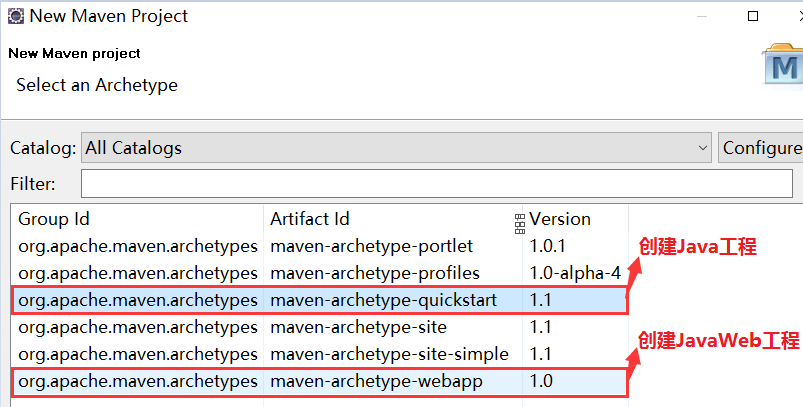 New Maven Project
New Maven project
Select an Archetype
M
Catalog: All Catalogs Configure
Filter:
Group Id Artifact Id Version
org.apache.maven.archetypes maven-archetype-portlet 1.0.1
org.apache.maven.archetypes maven-archetype-profiles 1.0-alpha-4
org.apache.maven.archetypes maven-archetype-quickstart 1.1
创建Java工程
org.apache.maven.archetypes maven-archetype-site 1.1
org.apache.maven.archetypes maven-archetype-site-simple 1.1
org.apache.maven.archetypes maven-archetype-webapp 1.0
创建JavaWeb工程